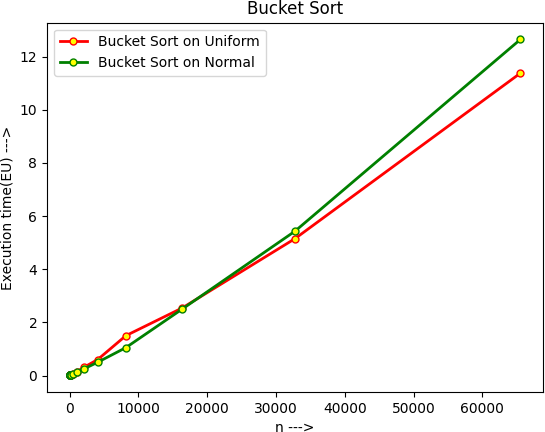 Bucket Sort
Bucket Sort on Uniform
Bucket Sort on Normal
Execution time(EU) --->
12
10
8
6
4
2
0
0 10000 20000 30000 40000 50000 60000
n --->